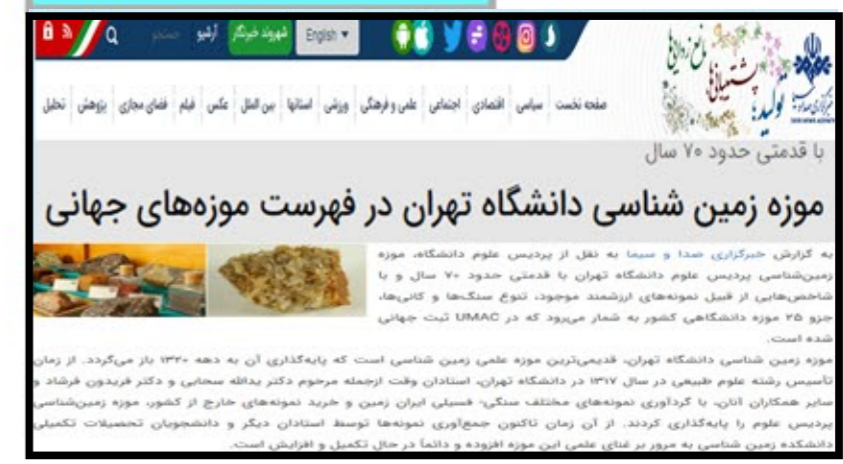 جستجو
آرشیو
شهروند خبرنگار
English ▼
تولید؛ پشتیبانی‌ها، مانع زدایی‌ها
خبرگزاری صدا و سیما
صفحه نخست سیاسی اقتصادی اجتماعی علمی و فرهنگی ورزشی استانها بین الملل عکس فیلم فضای مجازی پژوهش تحلیل
با قدمتی حدود ۷۰ سال
موزه زمین شناسی دانشگاه تهران در فهرست موزه‌های جهانی
به گزارش خبرگزاری صدا و سیما به نقل از پردیس علوم دانشگاه، موزه
زمین‌شناسی پردیس علوم دانشگاه تهران با قدمتی حدود ۷۰ سال و با
شاخص‌هایی از قبیل نمونه‌های ارزشمند موجود، تنوع سنگ‌ها و کانی‌ها،
جزو ۲۵ موزه دانشگاهی کشور به شمار می‌رود که در UMAC ثبت جهانی
شده است.
موزه زمین شناسی دانشگاه تهران، قدیمی‌ترین موزه علمی زمین شناسی است که پایه‌گذاری آن به دهه ۱۳۲۰ باز می‌گردد. از زمان
تأسیس رشته علوم طبیعی در سال ۱۳۱۷ در دانشگاه تهران، استادان وقت ازجمله مرحوم دکتر یدالله سحابی و دکتر فریدون فرشاد و
سایر همکاران آنان، با گردآوری نمونه‌های مختلف سنگی- فسیلی ایران زمین و خرید نمونه‌های خارج از کشور، موزه زمین‌شناسی
پردیس علوم را پایه‌گذاری کردند. از آن زمان تاکنون جمع‌آوری نمونه‌ها توسط استادان دیگر و دانشجویان تحصیلات تکمیلی
دانشکده زمین شناسی به مرور بر غنای علمی این موزه افزوده و دائماً در حال تکمیل و افزایش است.